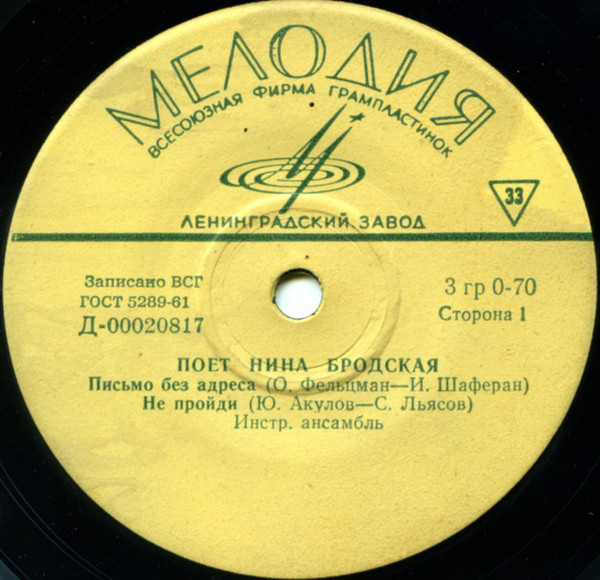 МЕЛОДИЯ
ВСЕСОЮЗНАЯ ФИРМА ГРАМПЛАСТИНОК
33
ЛЕНИНГРАДСКИЙ ЗАВОД
Записано ВСГ
ГОСТ 5289-61
Д-00020817
3 гр 0-70
Сторона 1
ПОЕТ НИНА БРОДСКАЯ
Письмо без адреса (О. Фельцман—И. Шаферан)
Не пройди (Ю. Акулов—С. Льясов)
Инстр. ансамбль